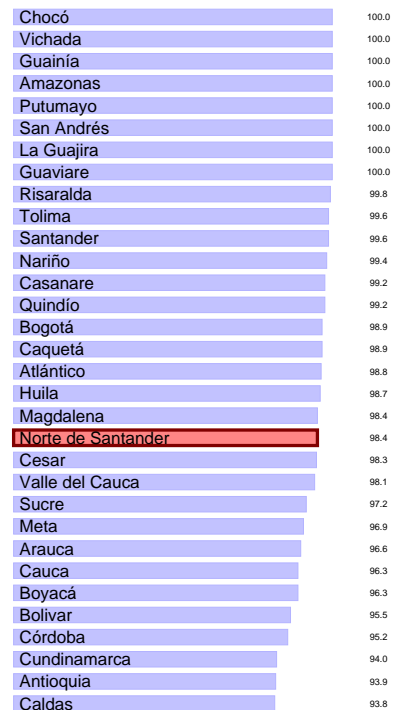 Chocó 100.0
Vichada 100.0
Guainía 100.0
Amazonas 100.0
Putumayo 100.0
San Andrés 100.0
La Guajira 100.0
Guaviare 100.0
Risaralda 99.8
Tolima 99.6
Santander 99.6
Nariño 99.4
Casanare 99.2
Quindío 99.2
Bogotá 98.9
Caquetá 98.9
Atlántico 98.8
Huila 98.7
Magdalena 98.4
Norte de Santander 98.4
Cesar 98.3
Valle del Cauca 98.1
Sucre 97.2
Meta 96.9
Arauca 96.6
Cauca 96.3
Boyacá 96.3
Bolivar 95.5
Córdoba 95.2
Cundinamarca 94.0
Antioquia 93.9
Caldas 93.8